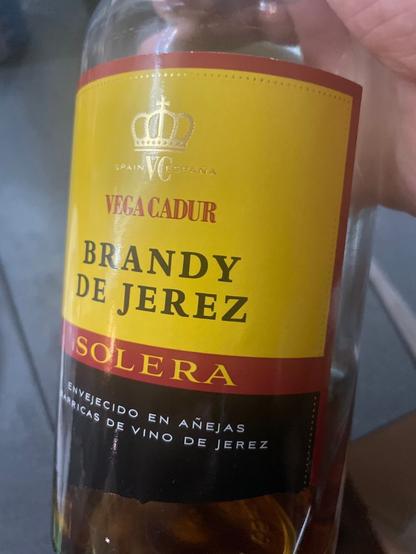 SPAIN VC ESPAÑA
VEGA CADUR
BRANDY
DE JEREZ
SOLERA
ENVEJECIDO EN AÑEJAS
BARRICAS DE VINO DE JEREZ